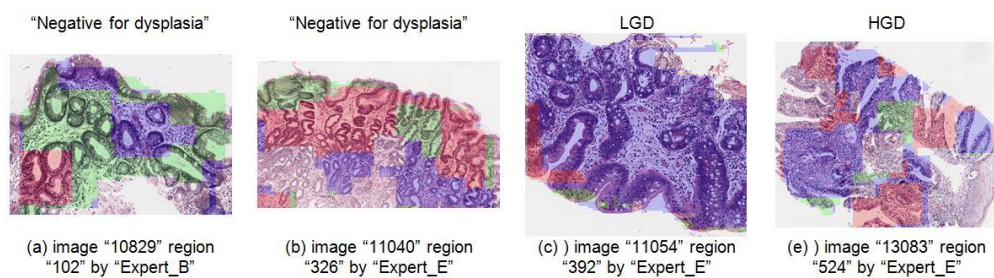 “Negative for dysplasia”
“Negative for dysplasia”
LGD
HGD
(a) image “10829” region
“102” by “Expert_B”
(b) image “11040” region
“326” by “Expert_E”
(c) ) image “11054” region
“392” by “Expert_E”
(e) ) image “13083” region
“524” by “Expert_E”